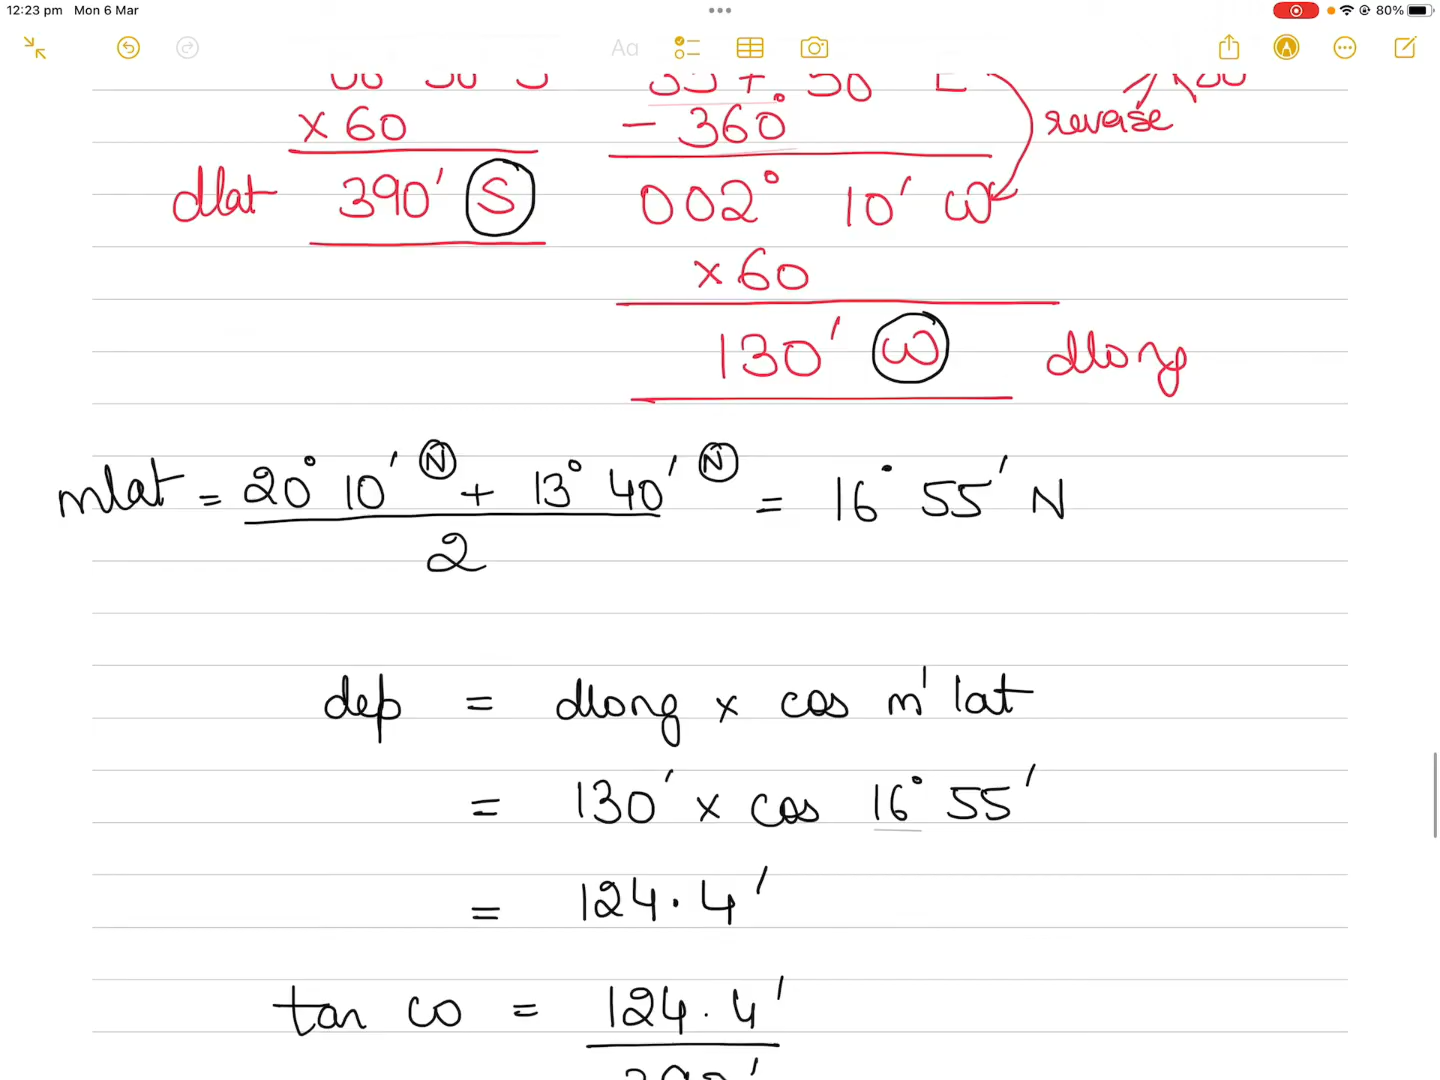 12:23 pm Mon 6 Mar 80%
Aa
× 60 − 360° reverse
dlat 390' S 002° 10' W
× 60
130' W dlong
mlat = 20° 10' N + 13° 40' N = 16° 55' N
2
dep = dlong × cos m' lat
= 130' × cos 16° 55'
= 124.4'
tan co = 124.4'